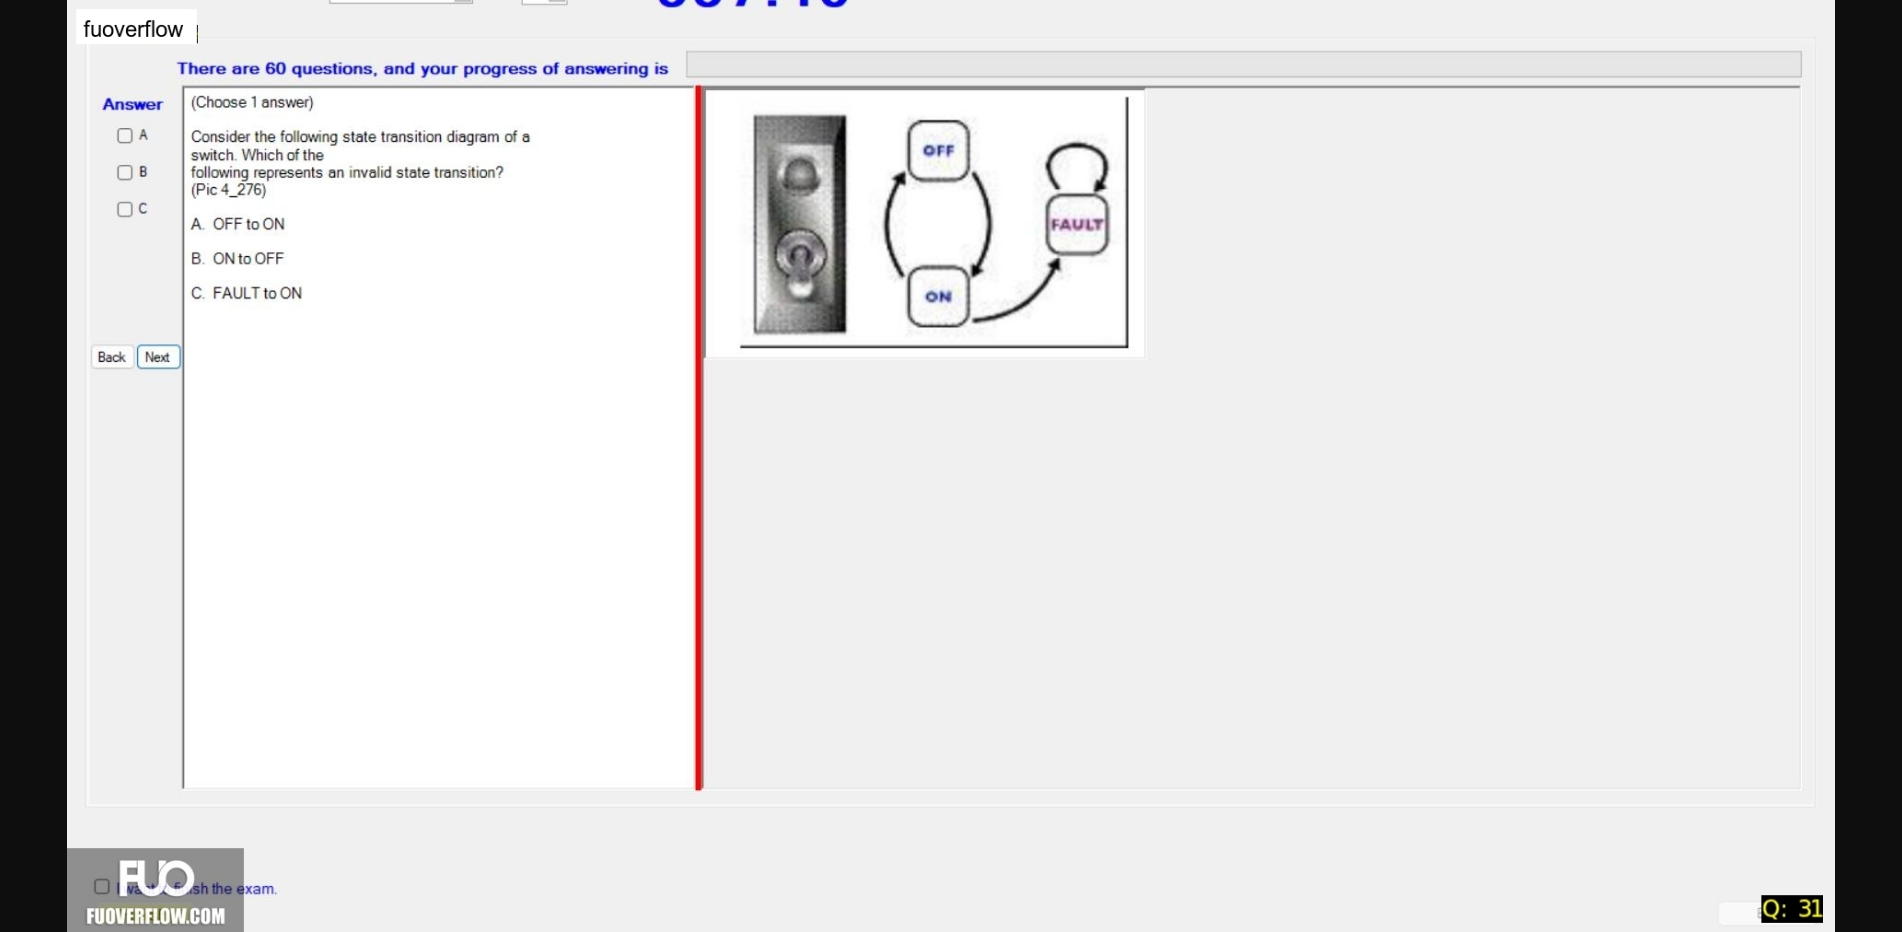 fuoverflow
There are 60 questions, and your progress of answering is
Answer
(Choose 1 answer)
A
B
C
Consider the following state transition diagram of a
switch. Which of the
following represents an invalid state transition?
(Pic 4_276)
A. OFF to ON
B. ON to OFF
C. FAULT to ON
OFF
FAULT
ON
Back
Next
FUO
sh the exam.
FUOVERFLOW.COM
Q: 31